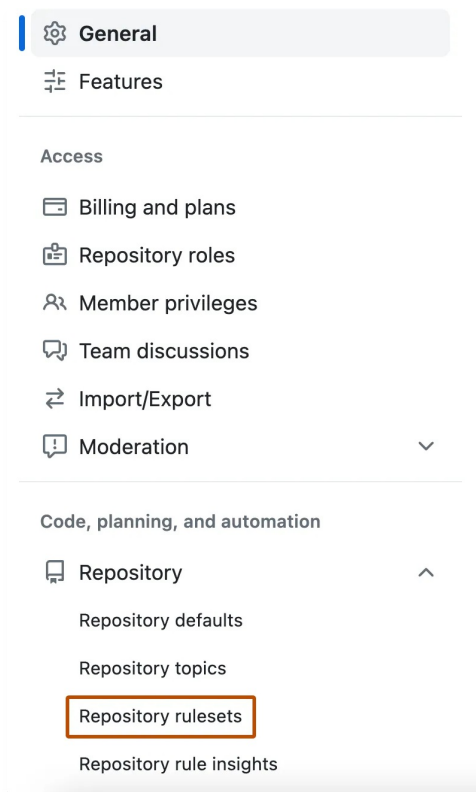 General
Features
Access
Billing and plans
Repository roles
Member privileges
Team discussions
Import/Export
Moderation
Code, planning, and automation
Repository
Repository defaults
Repository topics
Repository rulesets
Repository rule insights